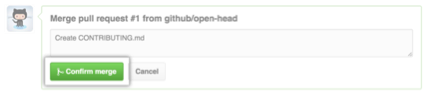 Merge pull request #1 from github/open-head
Create CONTRIBUTING.md
Confirm merge
Cancel